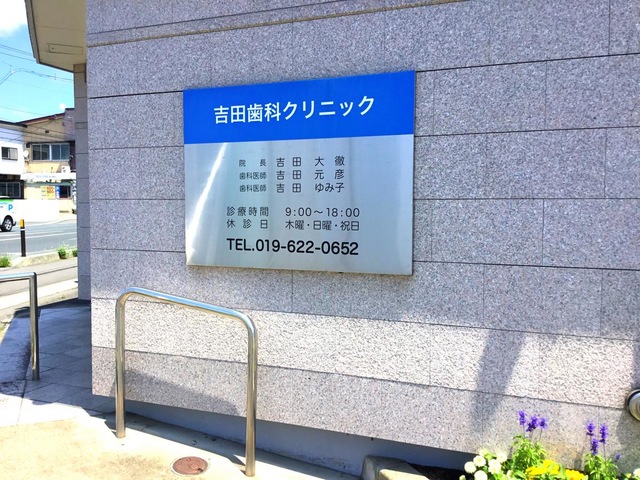 吉田歯科クリニック
院長 吉田 大徹
歯科医師 吉田 元彦
歯科医師 吉田 ゆみ子
診療時間 9:00～18:00
休診日 木曜・日曜・祝日
TEL.019-622-0652